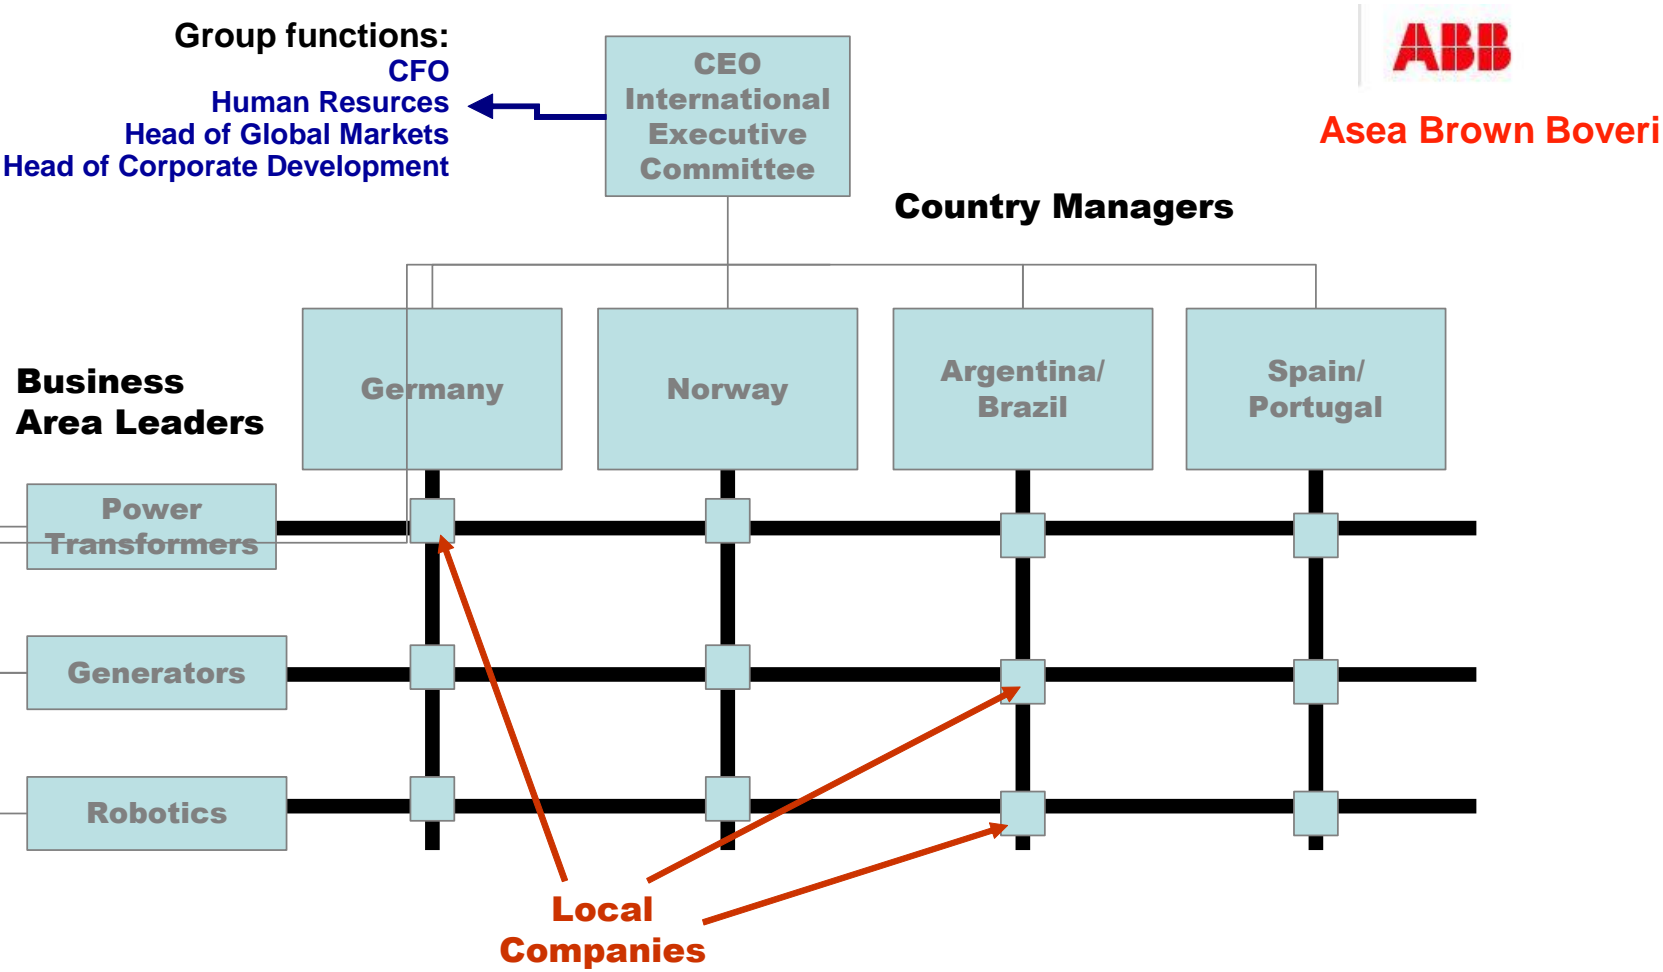 Group functions:
CFO
Human Resurces
Head of Global Markets
Head of Corporate Development
CEO
International
Executive
Committee
ABB
Asea Brown Boveri
Country Managers
Business
Area Leaders
Germany
Norway
Argentina/
Brazil
Spain/
Portugal
Power
Transformers
Generators
Robotics
Local
Companies